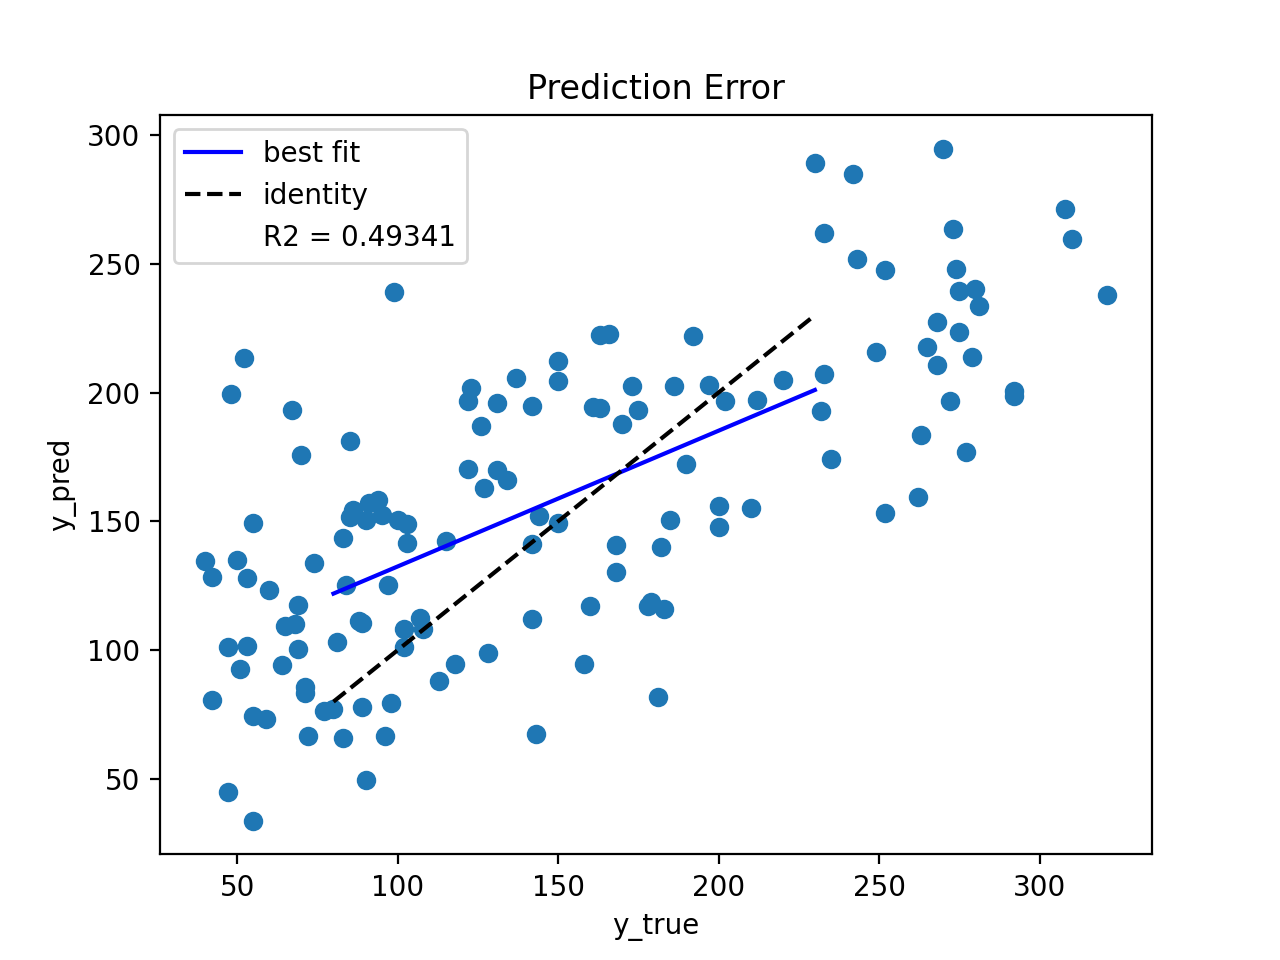 Prediction Error
best fit
identity
R2 = 0.49341
300
250
200
150
100
50
y_pred
50 100 150 200 250 300
y_true